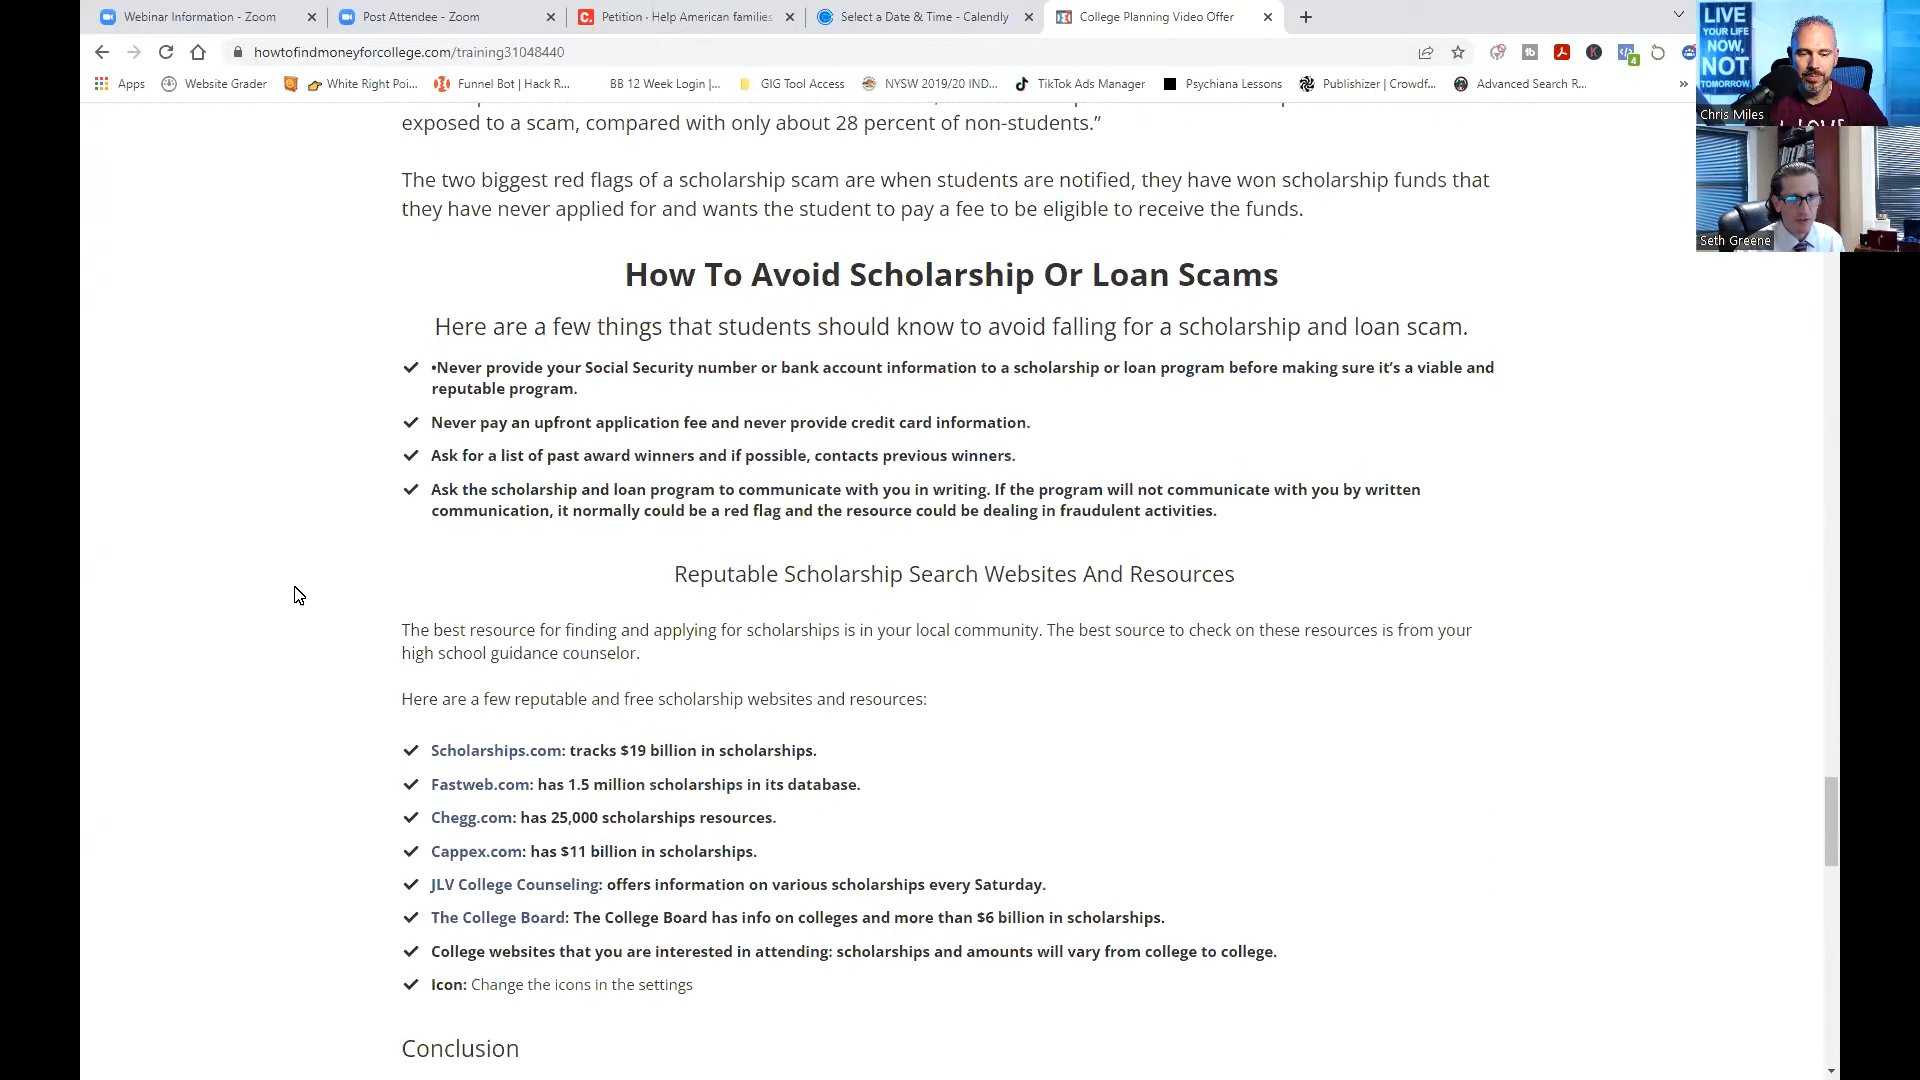 Webinar Information - Zoom
Post Attendee - Zoom
Petition · Help American families
Select a Date & Time - Calendly
College Planning Video Offer
howtofindmoneyforcollege.com/training31048440
Apps
Website Grader
White Right Poi...
Funnel Bot | Hack R...
BB 12 Week Login |...
GIG Tool Access
NYSW 2019/20 IND...
TikTok Ads Manager
Psychiana Lessons
Publishizer | Crowdf...
Advanced Search R...
LIVE
YOUR LIFE
NOW,
NOT
TOMORROW.
Chris Miles
Seth Greene
exposed to a scam, compared with only about 28 percent of non-students.”
The two biggest red flags of a scholarship scam are when students are notified, they have won scholarship funds that
they have never applied for and wants the student to pay a fee to be eligible to receive the funds.
How To Avoid Scholarship Or Loan Scams
Here are a few things that students should know to avoid falling for a scholarship and loan scam.
•Never provide your Social Security number or bank account information to a scholarship or loan program before making sure it’s a viable and
reputable program.
Never pay an upfront application fee and never provide credit card information.
Ask for a list of past award winners and if possible, contacts previous winners.
Ask the scholarship and loan program to communicate with you in writing. If the program will not communicate with you by written
communication, it normally could be a red flag and the resource could be dealing in fraudulent activities.
Reputable Scholarship Search Websites And Resources
The best resource for finding and applying for scholarships is in your local community. The best source to check on these resources is from your
high school guidance counselor.
Here are a few reputable and free scholarship websites and resources:
Scholarships.com: tracks $19 billion in scholarships.
Fastweb.com: has 1.5 million scholarships in its database.
Chegg.com: has 25,000 scholarships resources.
Cappex.com: has $11 billion in scholarships.
JLV College Counseling: offers information on various scholarships every Saturday.
The College Board: The College Board has info on colleges and more than $6 billion in scholarships.
College websites that you are interested in attending: scholarships and amounts will vary from college to college.
Icon: Change the icons in the settings
Conclusion